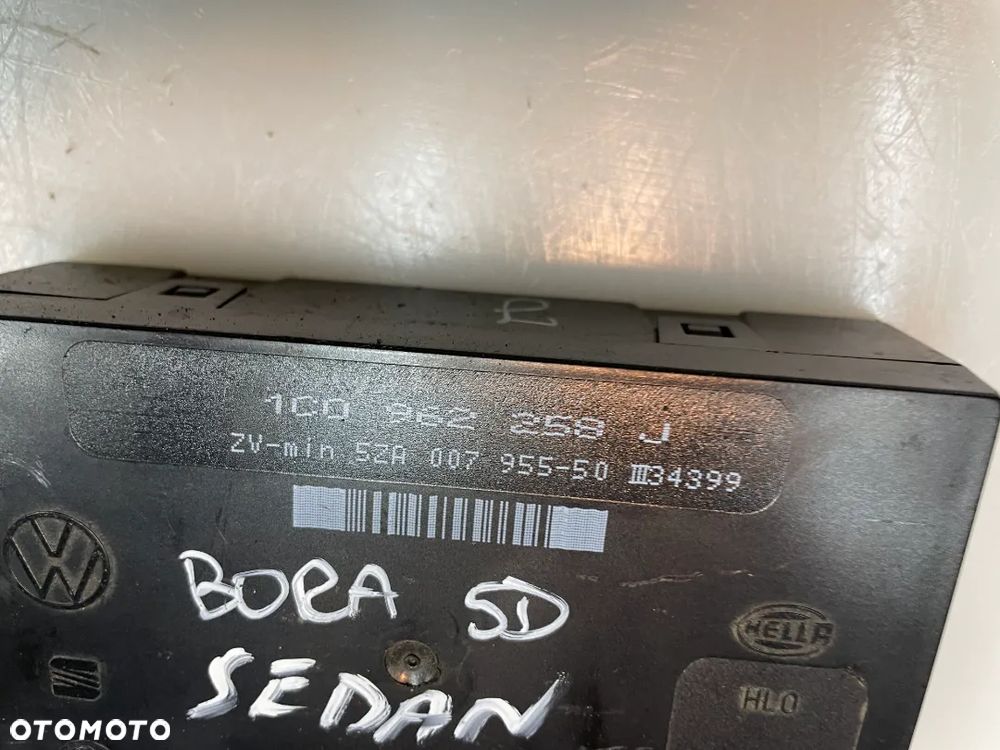 1C0 962 258 J
ZV-min 5ZA 007 955-50 III34399
BORA 5D
SEDAN
HELLA
HLO
OTOMOTO